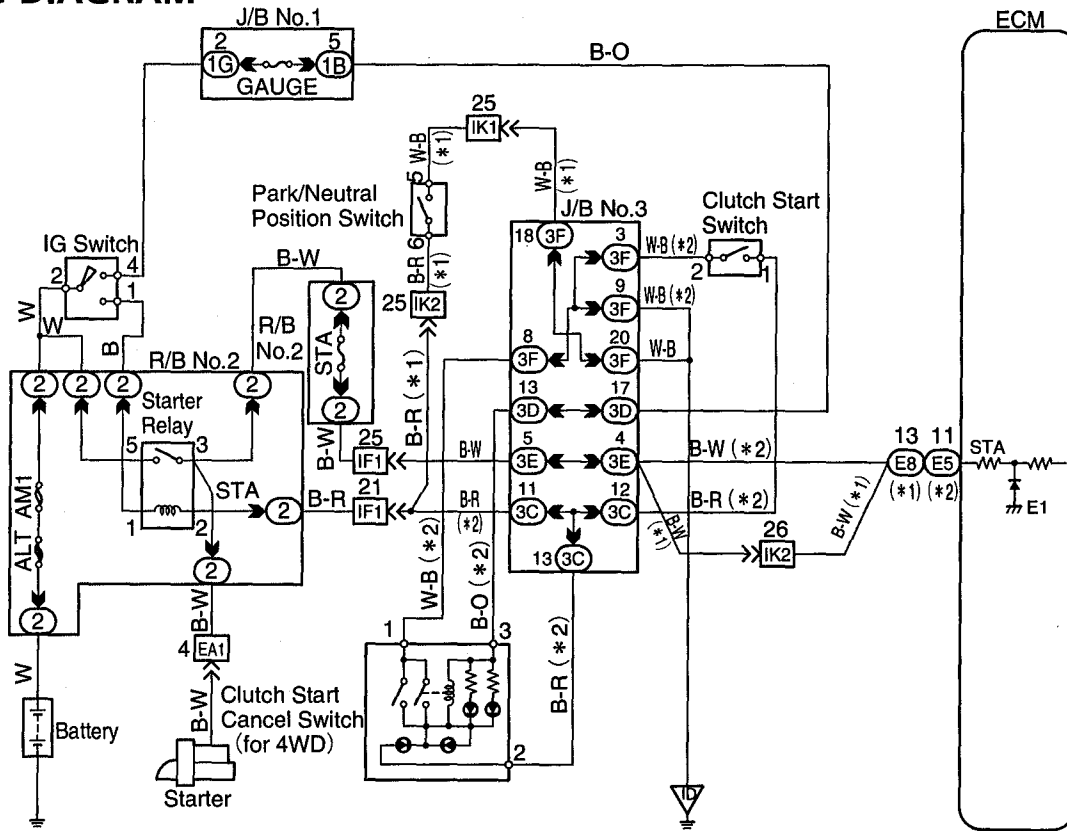 DIAGRAM
J/B No.1
ECM
2
5
1G
1B
GAUGE
B-O
25
IK1
W-B
(*1)
W-B
(*1)
5
Park/Neutral
Position Switch
6
B-R
(*1)
25
IK2
J/B No.3
Clutch Start
Switch
18
3F
3
3F
W-B (*2)
2
1
9
3F
W-B (*2)
8
3F
20
3F
W-B
13
3D
17
3D
5
3E
4
3E
11
3C
12
3C
13
3C
IG Switch
2
4
1
W
W
B
B-W
R/B No.2
2
2
2
2
R/B
No.2
2
STA
2
B-W
Starter
Relay
5
3
1
2
STA
2
ALT
AM1
2
2
B-R
25
IF1
B-W
21
IF1
B-R
(*2)
B-R (*1)
B-W (*2)
B-R (*2)
B-W
(*1)
26
IK2
B-W (*1)
13
11
E8
E5
(*1)
(*2)
STA
E1
W-B (*2)
B-O (*2)
B-R (*2)
1
3
2
B-W
4
EA1
B-W
Clutch Start
Cancel Switch
(for 4WD)
W
Battery
Starter
ID